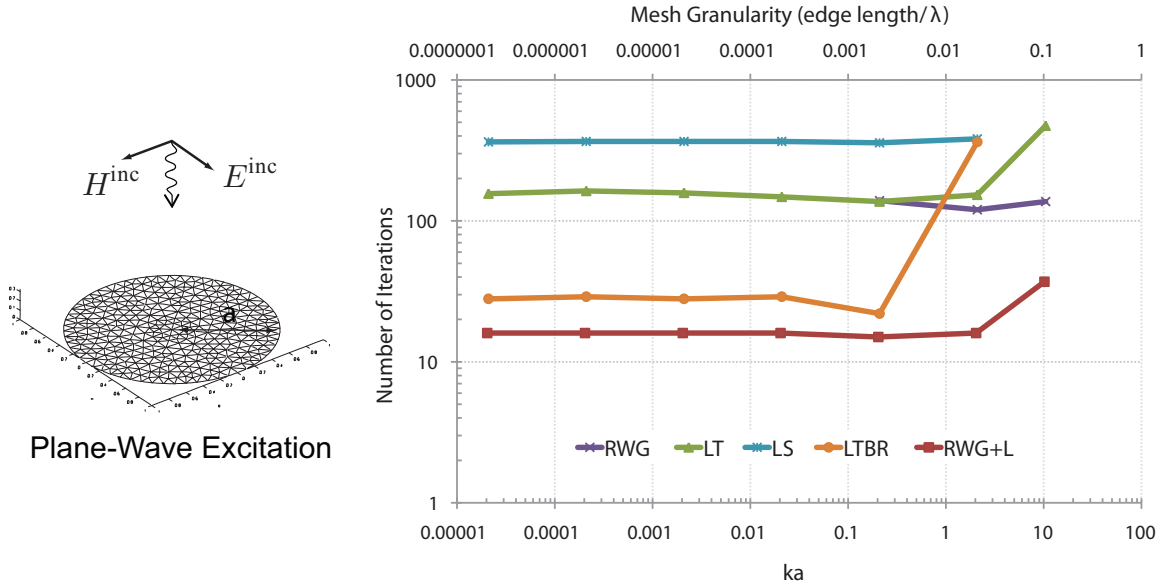 Mesh Granularity (edge length/λ)
0.0000001 0.000001 0.00001 0.0001 0.001 0.01 0.1 1
1000
100
10
1
Number of Iterations
H^inc
E^inc
a
Plane-Wave Excitation
RWG LT LS LTBR RWG+L
0.00001 0.0001 0.001 0.01 0.1 1 10 100
ka